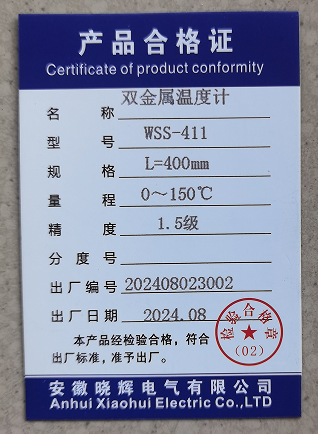 产品合格证
Certificate of product conformity
名称 双金属温度计
型号 WSS-411
规格 L=400mm
量程 0～150℃
精度 1.5级
分度号
出厂编号 202408023002
出厂日期 2024.08
本产品经检验合格，符合
出厂标准，准予出厂。
检验合格章
（02）
安徽晓辉电气有限公司
Anhui Xiaohui Electric Co.,LTD